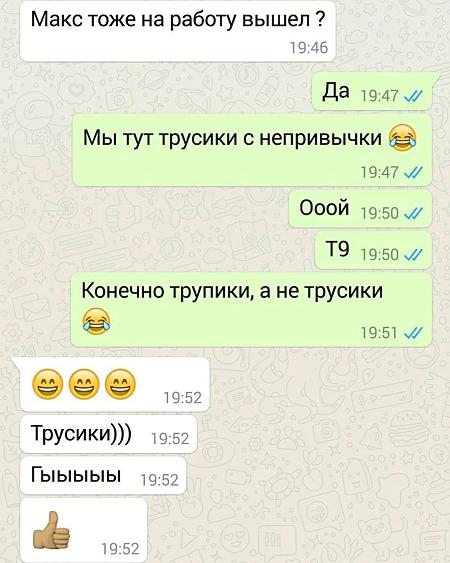 Макс тоже на работу вышел ?
19:46
Да 19:47
Мы тут трусики с непривычки 😂
19:47
Ооой 19:50
Т9 19:50
Конечно трупики, а не трусики
😂
19:51
😄😄😄 19:52
Трусики))) 19:52
Гыыыыы 19:52
👍🏽 19:52